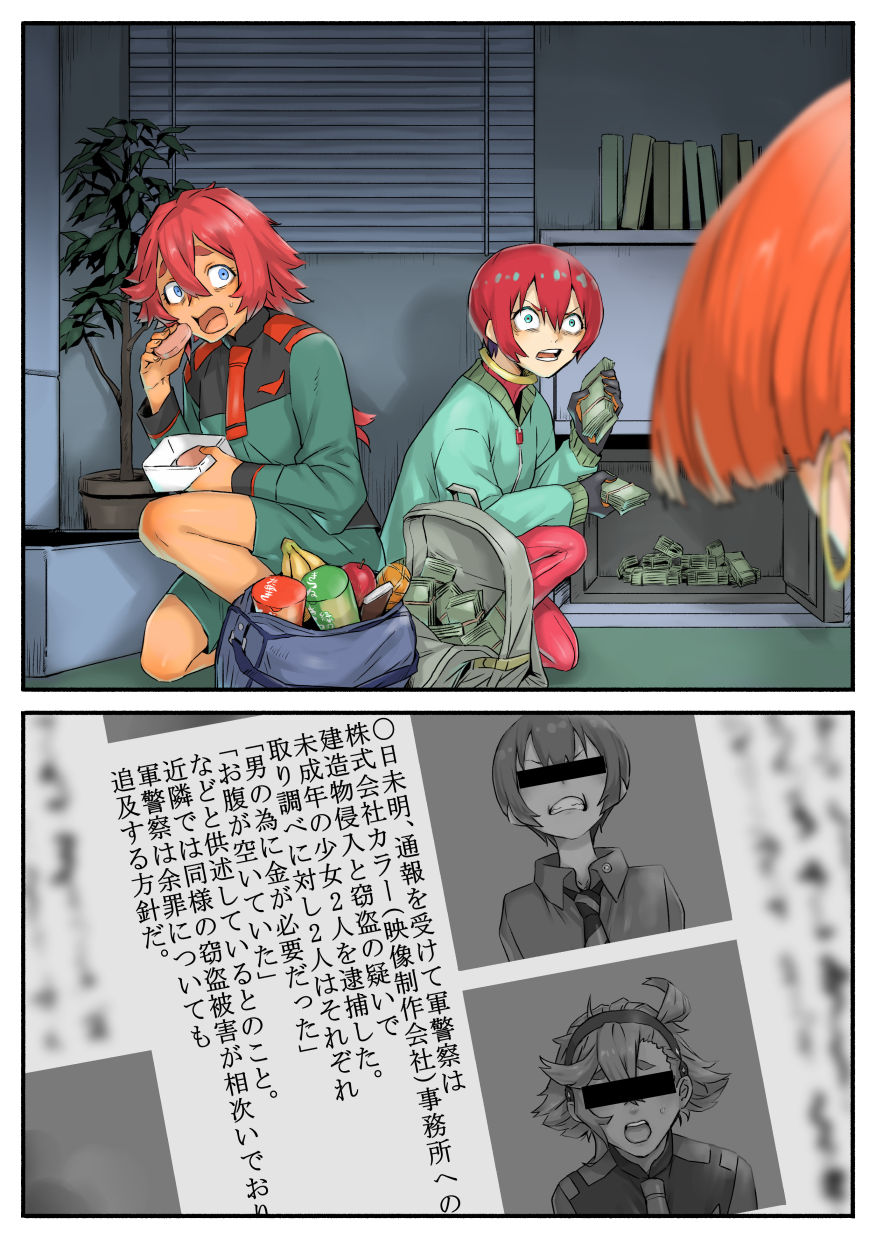 〇日未明、通報を受けて軍警察は
株式会社カラー(映像制作会社)事務所への
建造物侵入と窃盗の疑いで
未成年の少女2人を逮捕した。
取り調べに対し2人はそれぞれ
「男の為に金が必要だった」
「お腹が空いていた」
などと供述しているとのこと。
近隣では同様の窃盗被害が相次いでおり
軍警察は余罪についても
追及する方針だ。